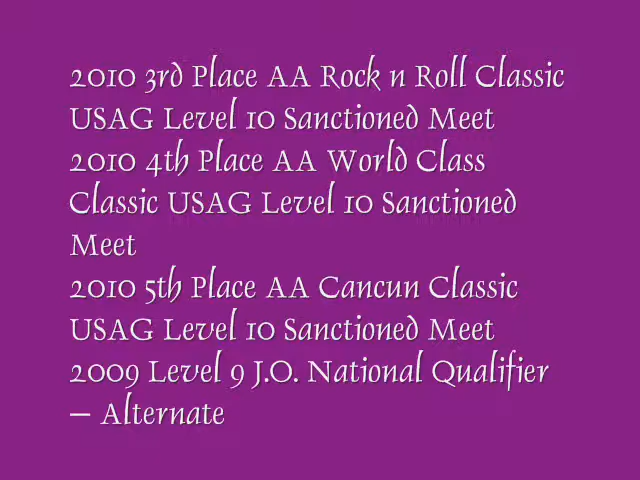 2010 3rd Place AA Rock n Roll Classic
USAG Level 10 Sanctioned Meet
2010 4th Place AA World Class
Classic USAG Level 10 Sanctioned
Meet
2010 5th Place AA Cancun Classic
USAG Level 10 Sanctioned Meet
2009 Level 9 J.O. National Qualifier
– Alternate